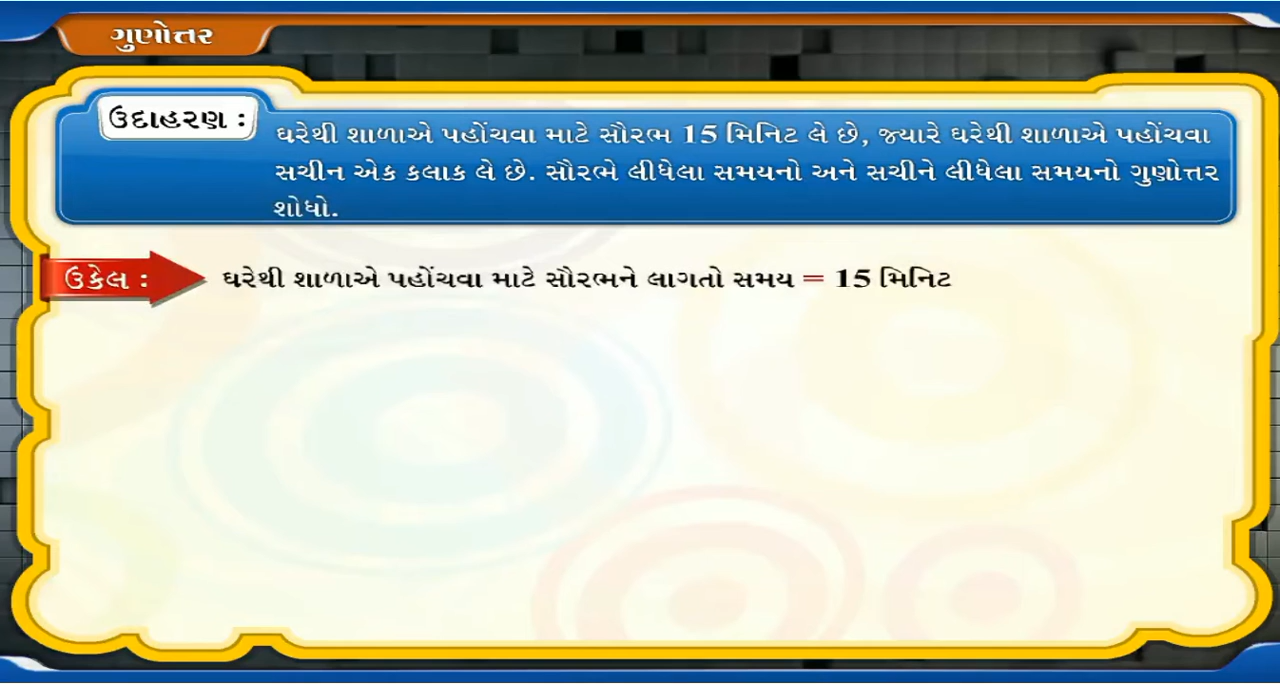 ગુણોત્તર
ઉદાહરણ :
ઘરેથી શાળાએ પહોંચવા માટે સૌરભ 15 મિનિટ લે છે, જ્યારે ઘરેથી શાળાએ પહોંચવા
સચીન એક કલાક લે છે. સૌરભે લીધેલા સમયનો અને સચીને લીધેલા સમયનો ગુણોત્તર
શોધો.
ઉકેલ : ઘરેથી શાળાએ પહોંચવા માટે સૌરભને લાગતો સમય = 15 મિનિટ